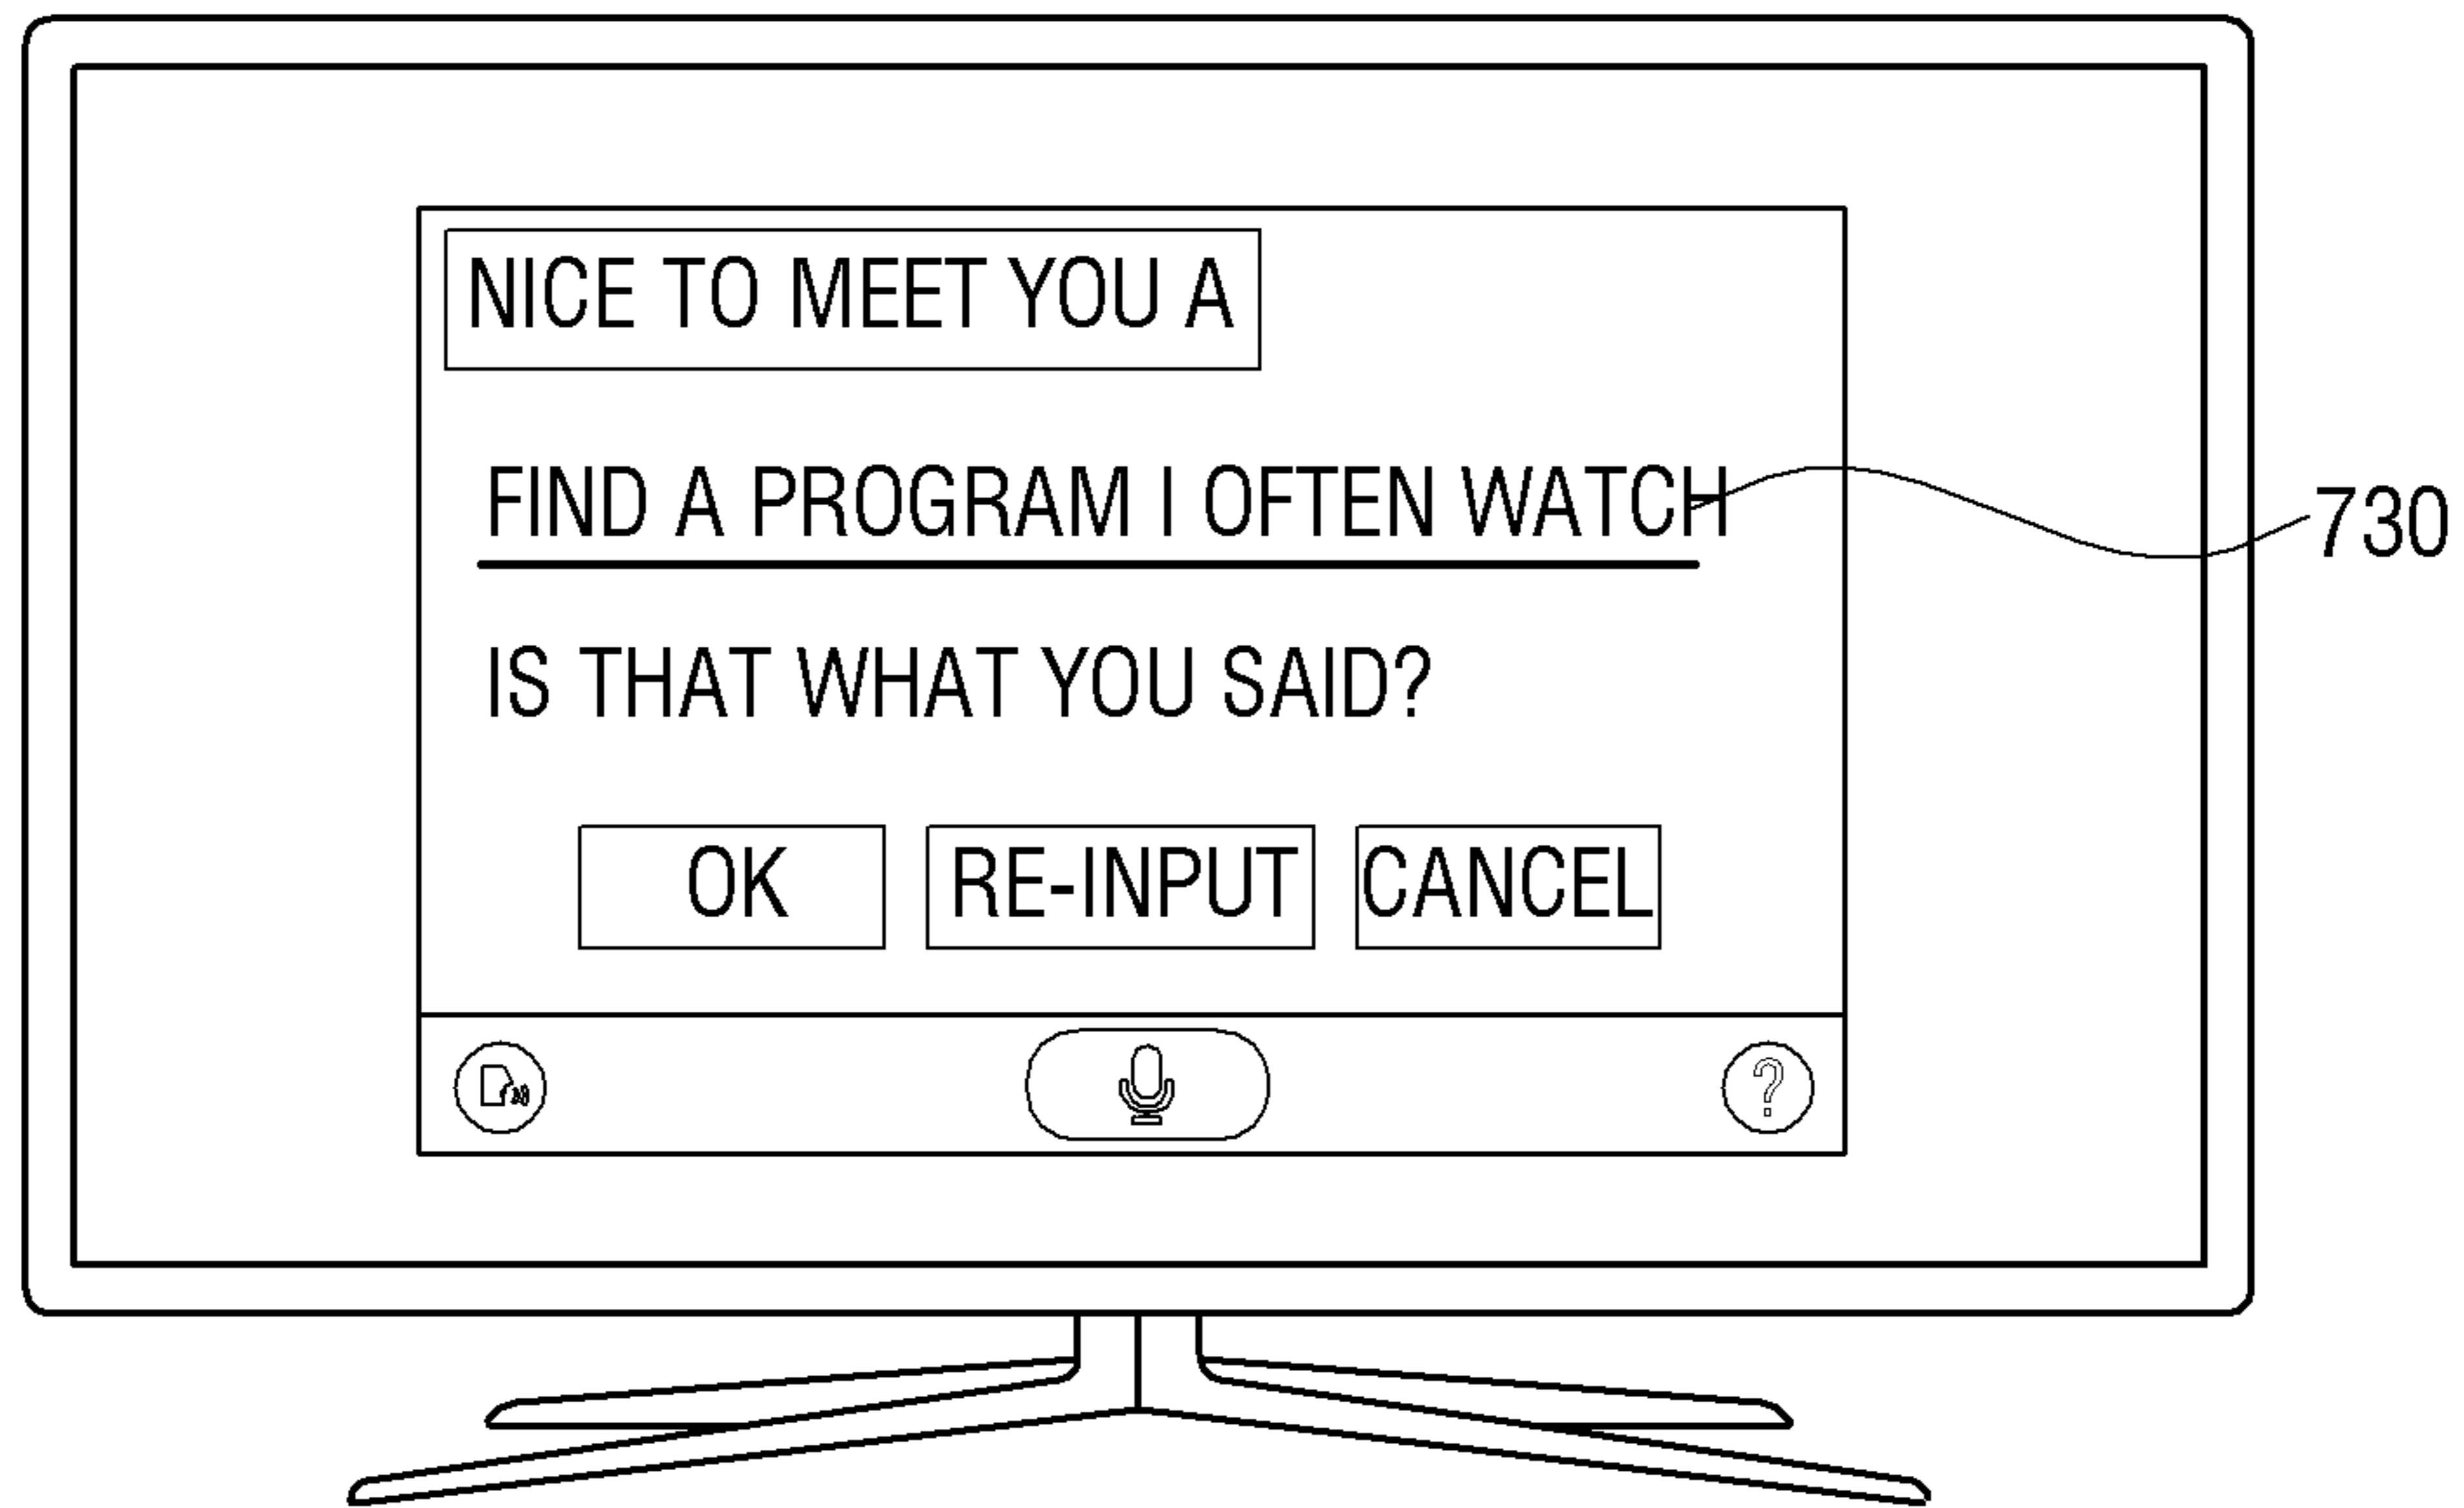 NICE TO MEET YOU A
FIND A PROGRAM I OFTEN WATCH
730
IS THAT WHAT YOU SAID?
OK RE-INPUT CANCEL
?